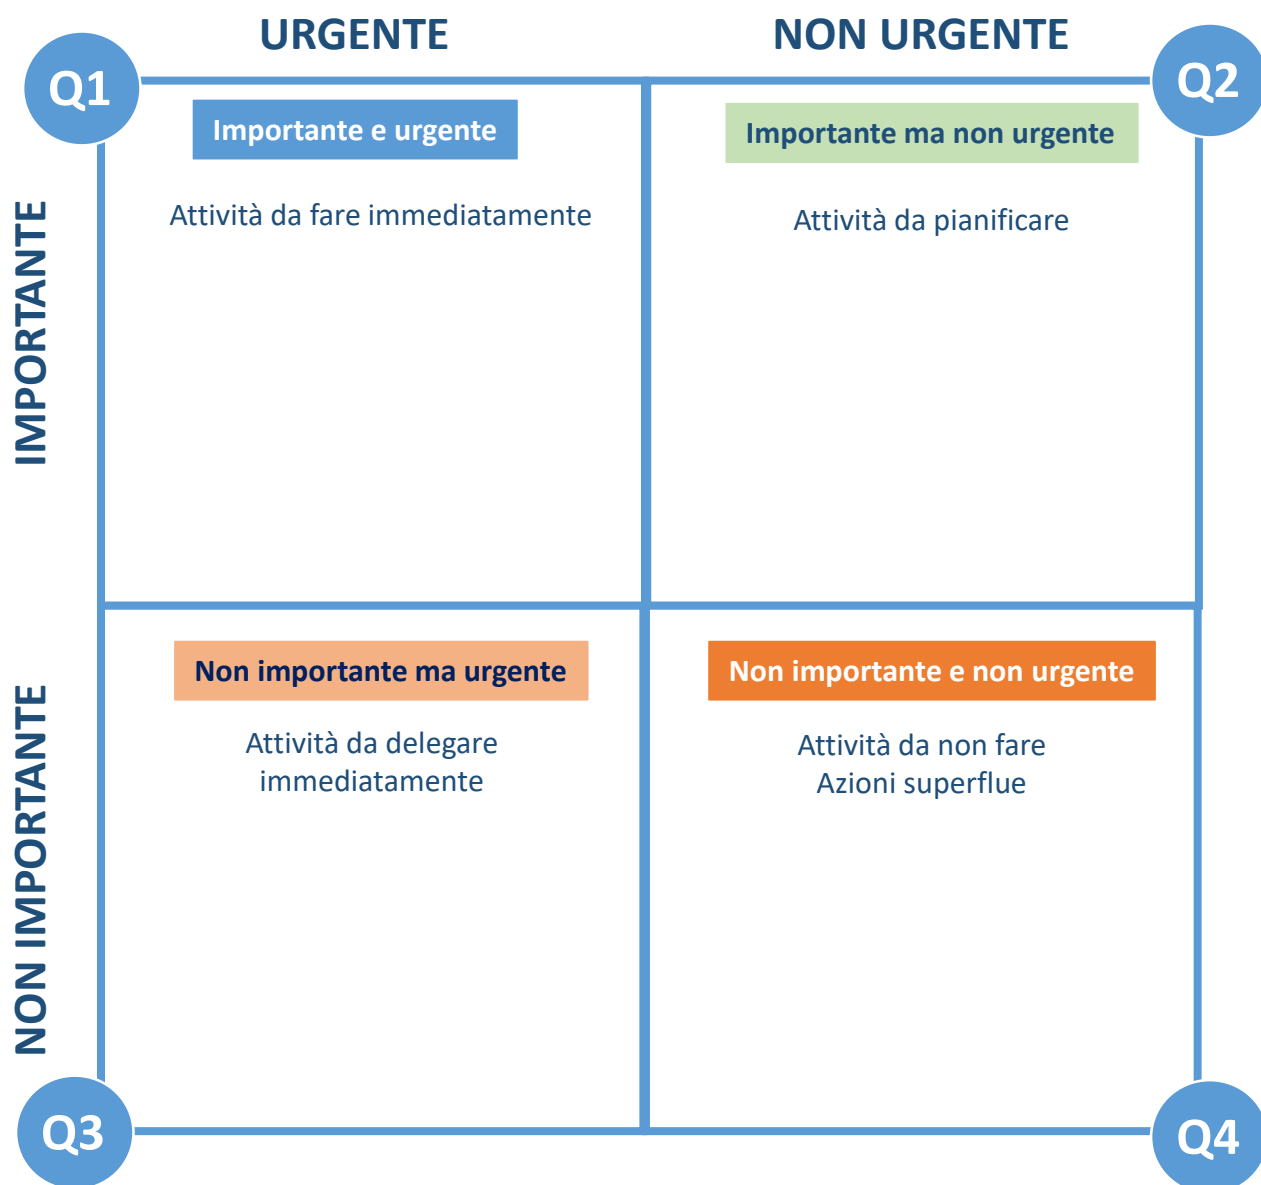 URGENTE
NON URGENTE
Q1
Q2
IMPORTANTE
Importante e urgente
Attività da fare immediatamente
Importante ma non urgente
Attività da pianificare
NON IMPORTANTE
Non importante ma urgente
Attività da delegare
immediatamente
Non importante e non urgente
Attività da non fare
Azioni superflue
Q3
Q4